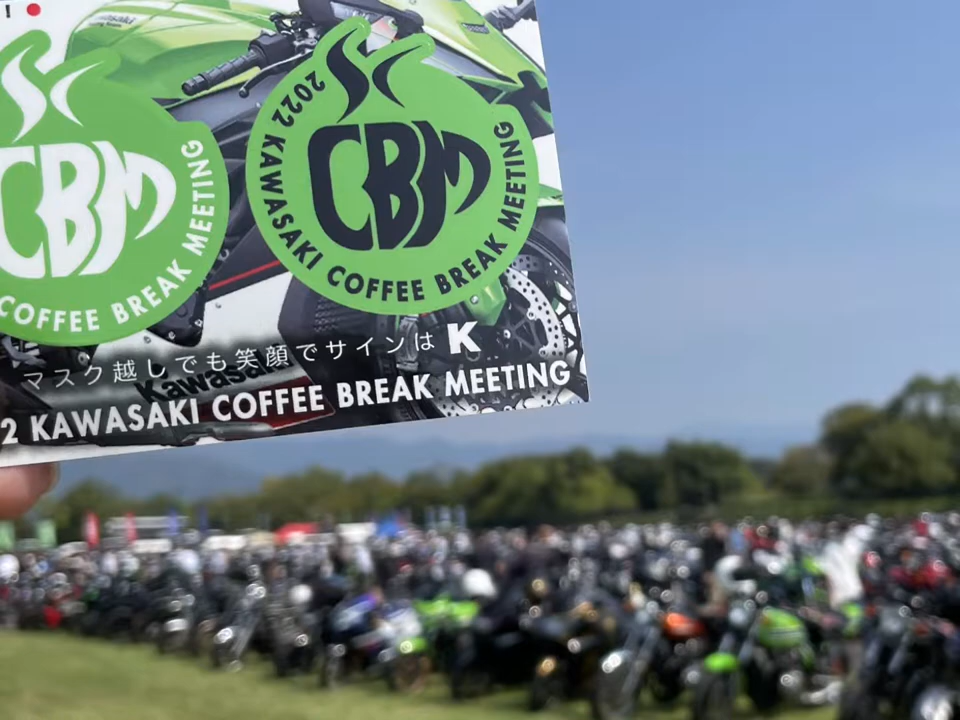 !
Kawasaki
CBM
COFFEE BREAK MEETING
2022 KAWASAKI COFFEE BREAK MEETING
CBM
マスク越しでも笑顔でサインは K
Kawasaki
2 KAWASAKI COFFEE BREAK MEETING